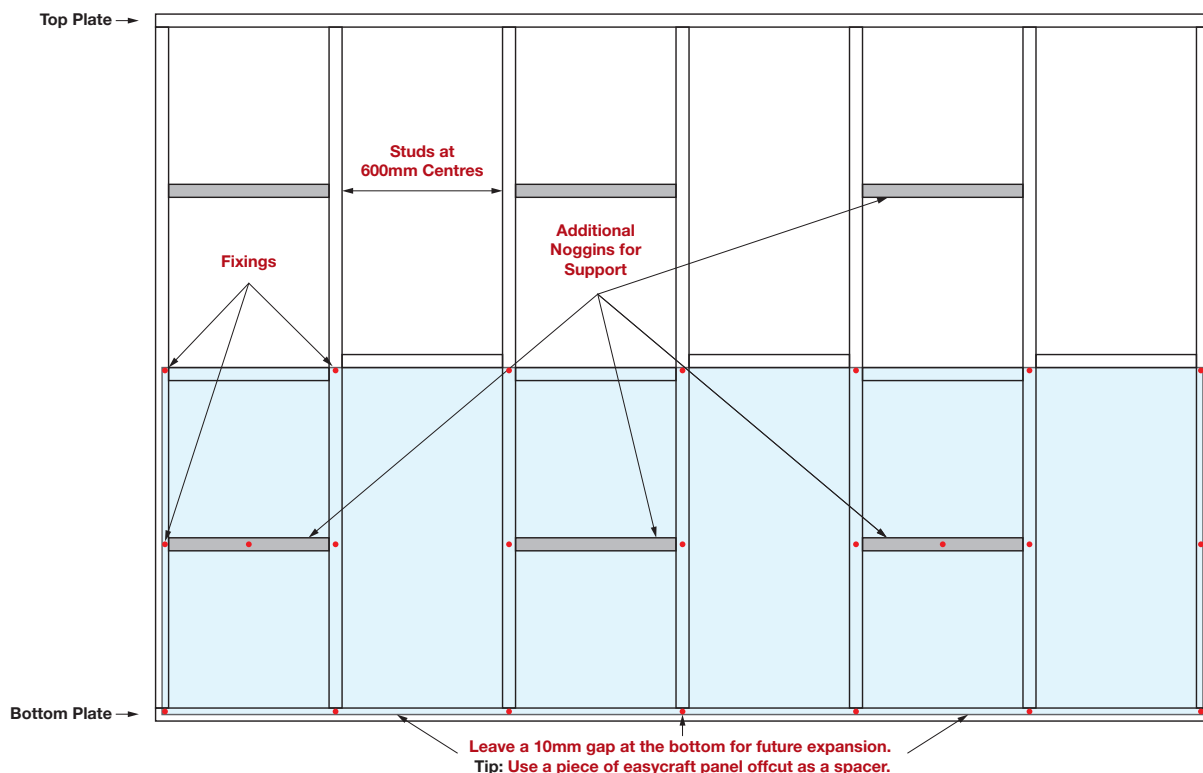 Top Plate
Studs at
600mm Centres
Additional
Noggins for
Support
Fixings
Bottom Plate
Leave a 10mm gap at the bottom for future expansion.
Tip: Use a piece of easycraft panel offcut as a spacer.